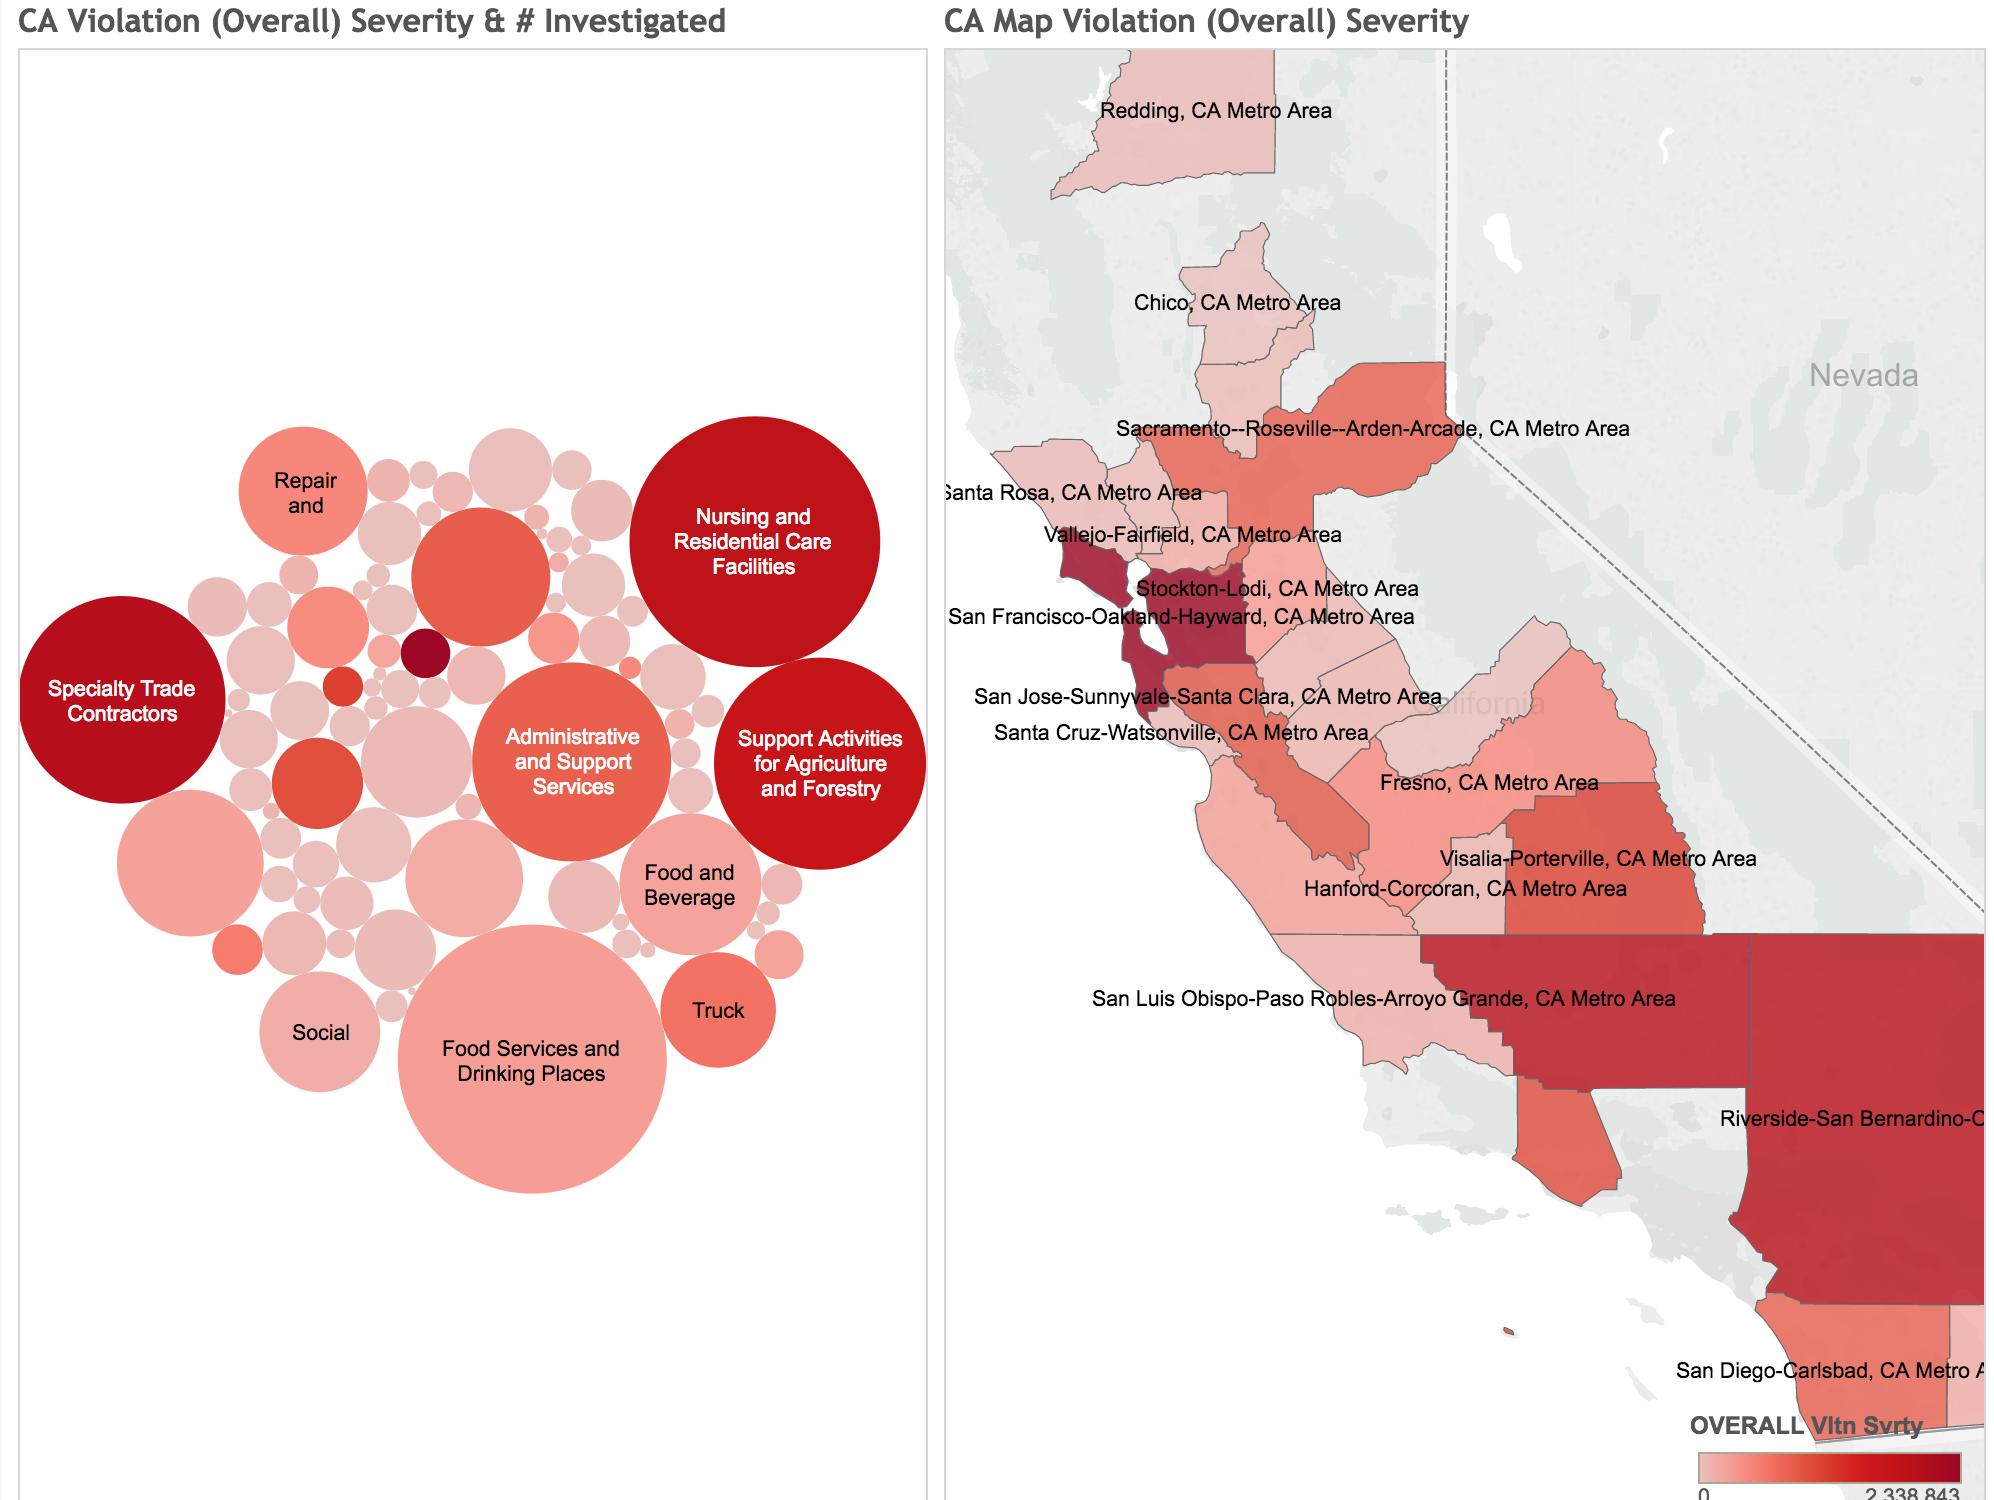 CA Violation (Overall) Severity & # Investigated
Repair
and
Nursing and
Residential Care
Facilities
Specialty Trade
Contractors
Administrative
and Support
Services
Support Activities
for Agriculture
and Forestry
Food and
Beverage
Truck
Social
Food Services and
Drinking Places
CA Map Violation (Overall) Severity
Redding, CA Metro Area
Chico, CA Metro Area
Nevada
Sacramento--Roseville--Arden-Arcade, CA Metro Area
Santa Rosa, CA Metro Area
Vallejo-Fairfield, CA Metro Area
Stockton-Lodi, CA Metro Area
San Francisco-Oakland-Hayward, CA Metro Area
San Jose-Sunnyvale-Santa Clara, CA Metro Area
California
Santa Cruz-Watsonville, CA Metro Area
Fresno, CA Metro Area
Visalia-Porterville, CA Metro Area
Hanford-Corcoran, CA Metro Area
San Luis Obispo-Paso Robles-Arroyo Grande, CA Metro Area
Riverside-San Bernardino-
San Diego-Carlsbad, CA Metro
OVERALL Vltn Svrty
0 2,338,843